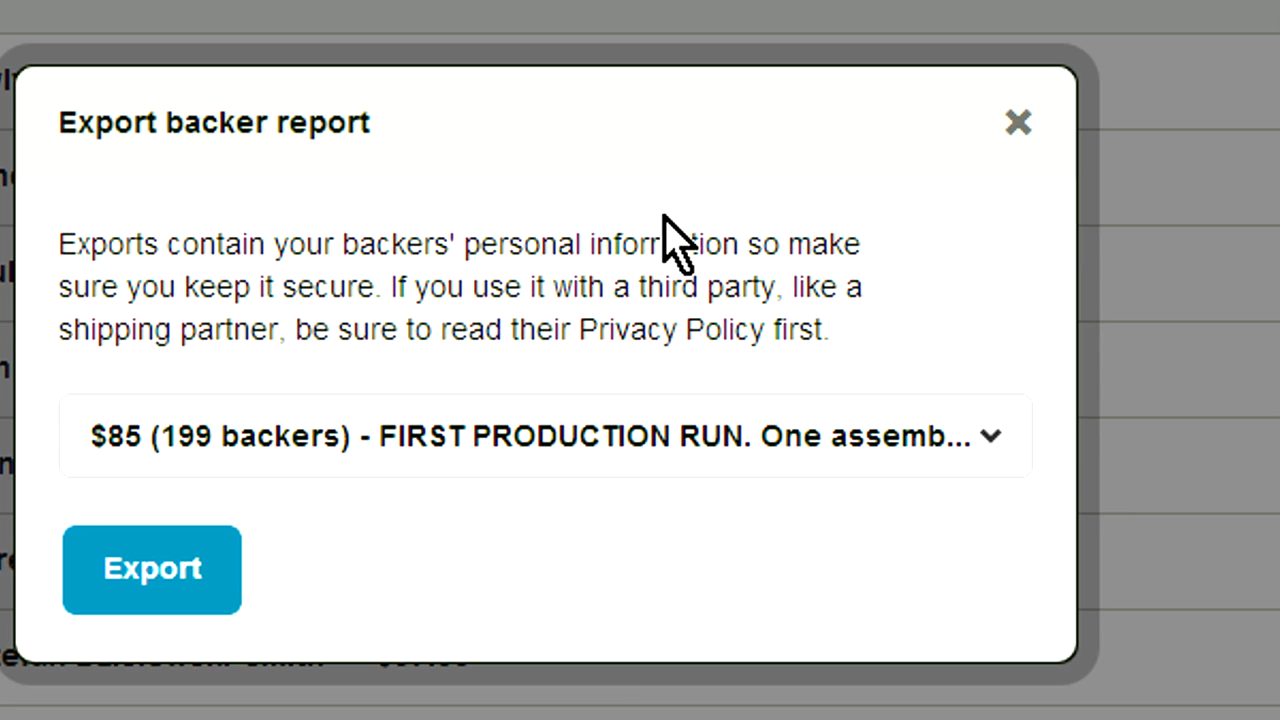 Export backer report
Exports contain your backers' personal information so make
sure you keep it secure. If you use it with a third party, like a
shipping partner, be sure to read their Privacy Policy first.
$85 (199 backers) - FIRST PRODUCTION RUN. One assemb...
Export